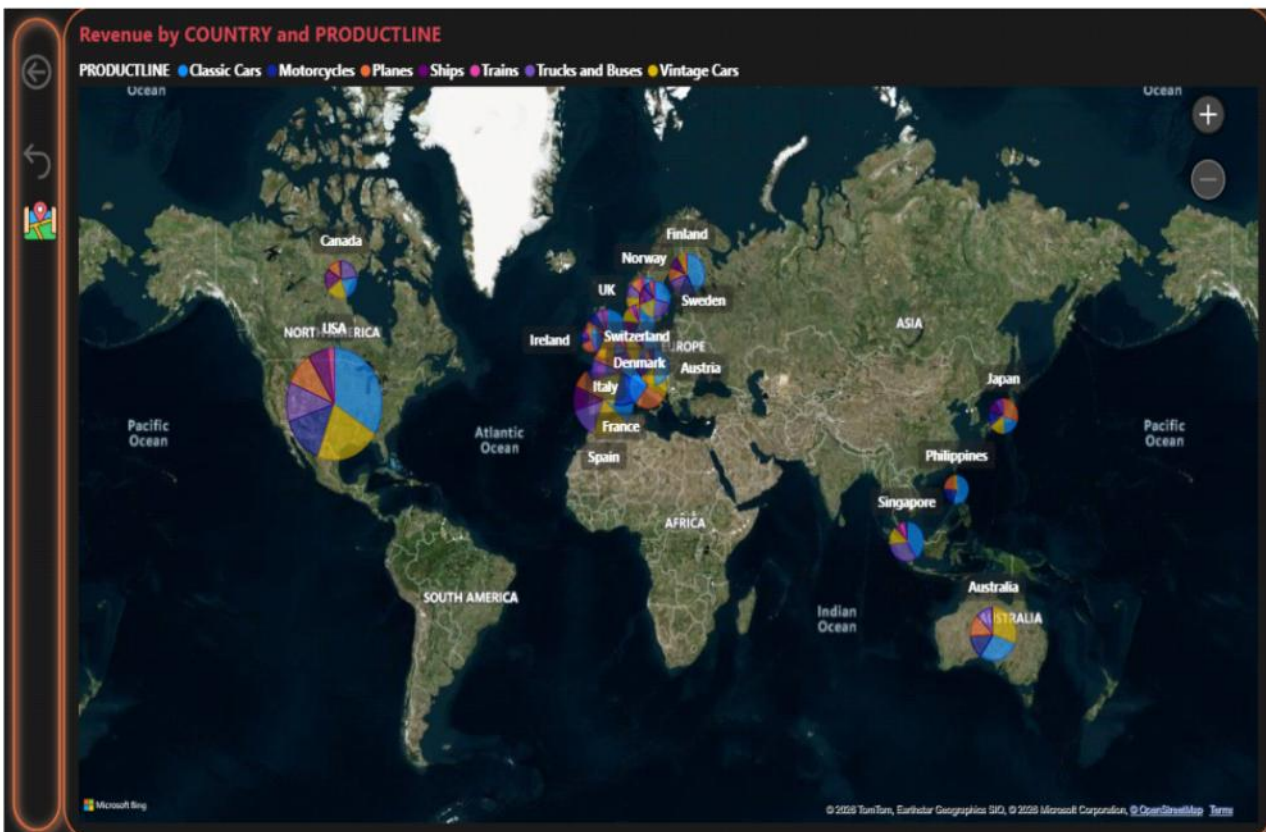 Revenue by COUNTRY and PRODUCTLINE
PRODUCTLINE Classic Cars Motorcycles Planes Ships Trains Trucks and Buses Vintage Cars
Ocean
Ocean
+
−
Finland
Canada
Norway
UK
Sweden
USA
NORTH AMERICA
ASIA
Ireland
Switzerland
EUROPE
Denmark
Austria
Japan
Italy
France
Pacific
Ocean
Atlantic
Ocean
Pacific
Ocean
Spain
Philippines
Singapore
AFRICA
SOUTH AMERICA
Australia
Indian
Ocean
AUSTRALIA
Microsoft Bing
© 2026 TomTom, Earthstar Geographics SIO, © 2026 Microsoft Corporation, © OpenStreetMap Terms